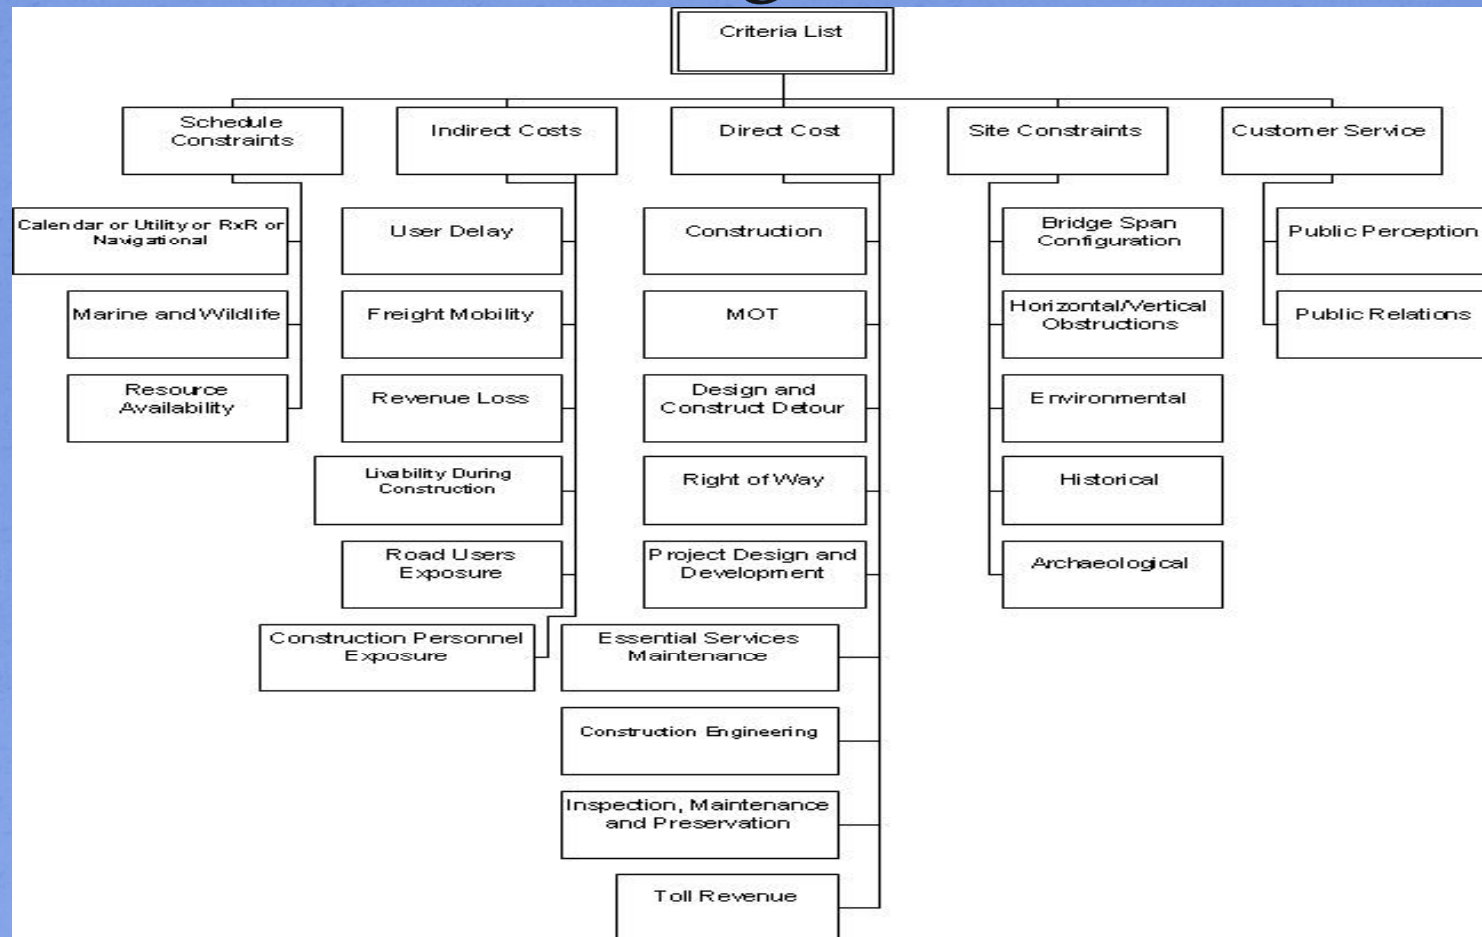 Criteria List
Schedule
Constraints
Indirect Costs
Direct Cost
Site Constraints
Customer Service
Calendar or Utility or RxR or
Navigational
Marine and Wildlife
Resource
Availability
User Delay
Freight Mobility
Revenue Loss
Livability During
Construction
Road Users
Exposure
Construction Personnel
Exposure
Construction
MOT
Design and
Construct Detour
Right of Way
Project Design and
Development
Essential Services
Maintenance
Construction Engineering
Inspection, Maintenance
and Preservation
Toll Revenue
Bridge Span
Configuration
Horizontal/Vertical
Obstructions
Environmental
Historical
Archaeological
Public Perception
Public Relations